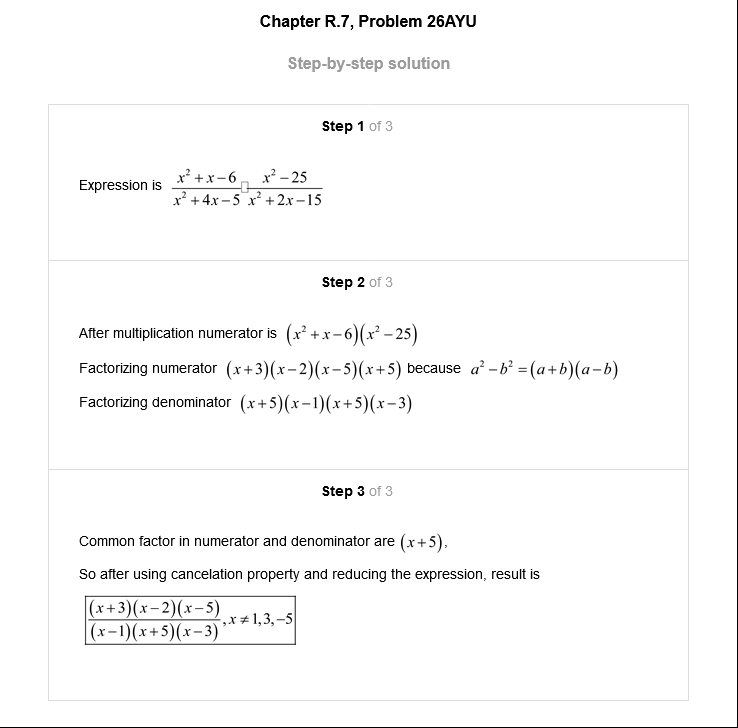 Chapter R.7, Problem 26AYU
Step-by-step solution
Step 1 of 3
Expression is \frac{x^2+x-6}{x^2+4x-5} □ \frac{x^2-25}{x^2+2x-15}
Step 2 of 3
After multiplication numerator is (x^2+x-6)(x^2-25)
Factorizing numerator (x+3)(x-2)(x-5)(x+5) because a^2-b^2=(a+b)(a-b)
Factorizing denominator (x+5)(x-1)(x+5)(x-3)
Step 3 of 3
Common factor in numerator and denominator are (x+5),
So after using cancelation property and reducing the expression, result is
\frac{(x+3)(x-2)(x-5)}{(x-1)(x+5)(x-3)}, x≠1,3,-5